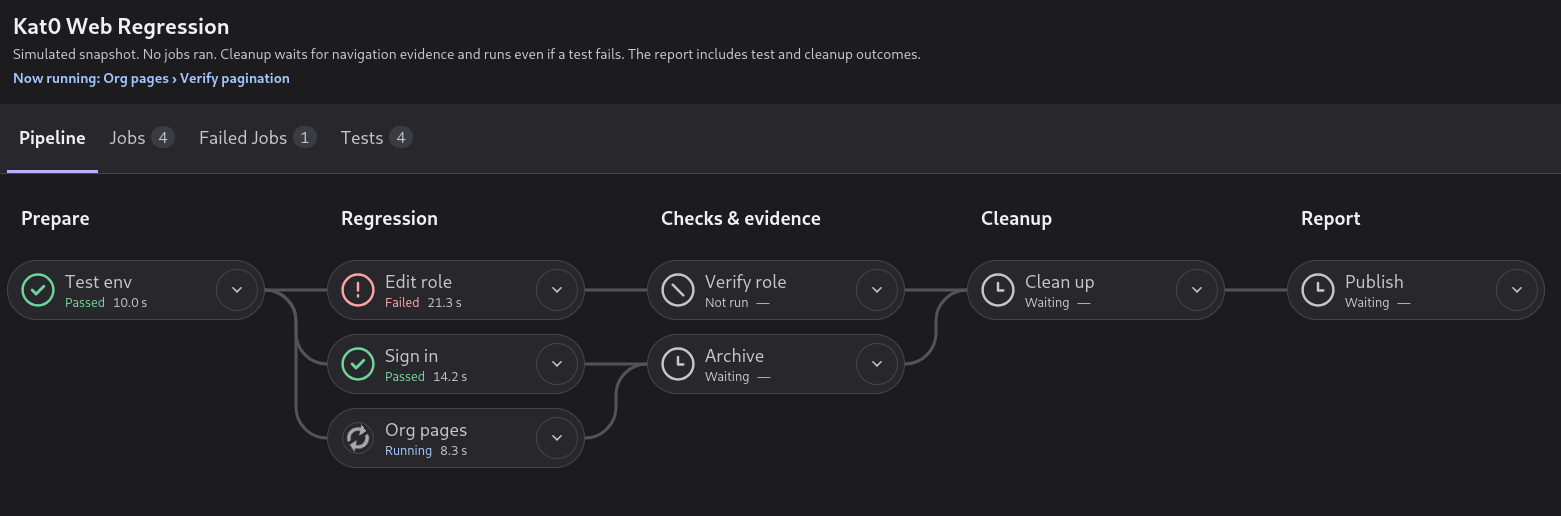 Kat0 Web Regression
Simulated snapshot. No jobs ran. Cleanup waits for navigation evidence and runs even if a test fails. The report includes test and cleanup outcomes.
Now running: Org pages › Verify pagination
Pipeline Jobs 4 Failed Jobs 1 Tests 4
Prepare
Test env
Passed 10.0 s
Regression
Edit role
Failed 21.3 s
Sign in
Passed 14.2 s
Org pages
Running 8.3 s
Checks & evidence
Verify role
Not run —
Archive
Waiting —
Cleanup
Clean up
Waiting —
Report
Publish
Waiting —